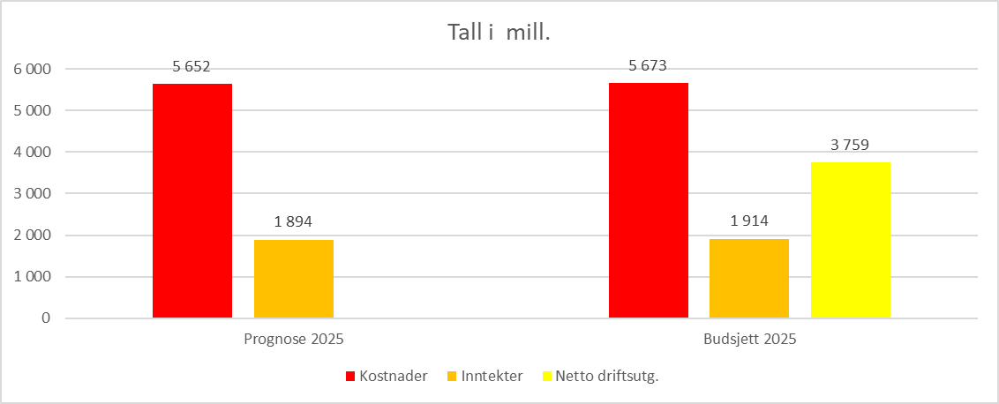 Tall i  mill.
6 000
5 000
4 000
3 000
2 000
1 000
0
5 652
1 894
5 673
1 914
3 759
Prognose 2025
Budsjett 2025
Kostnader
Inntekter
Netto driftsutg.